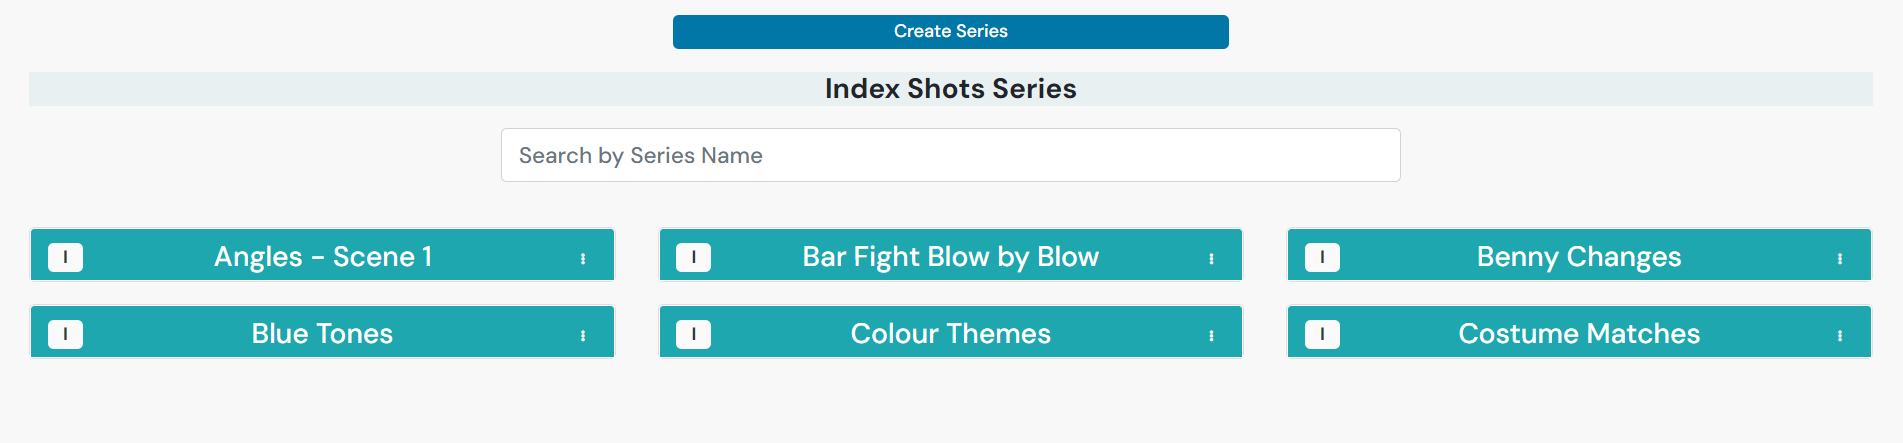 Create Series
Index Shots Series
Search by Series Name
I Angles - Scene 1
I Bar Fight Blow by Blow
I Benny Changes
I Blue Tones
I Colour Themes
I Costume Matches